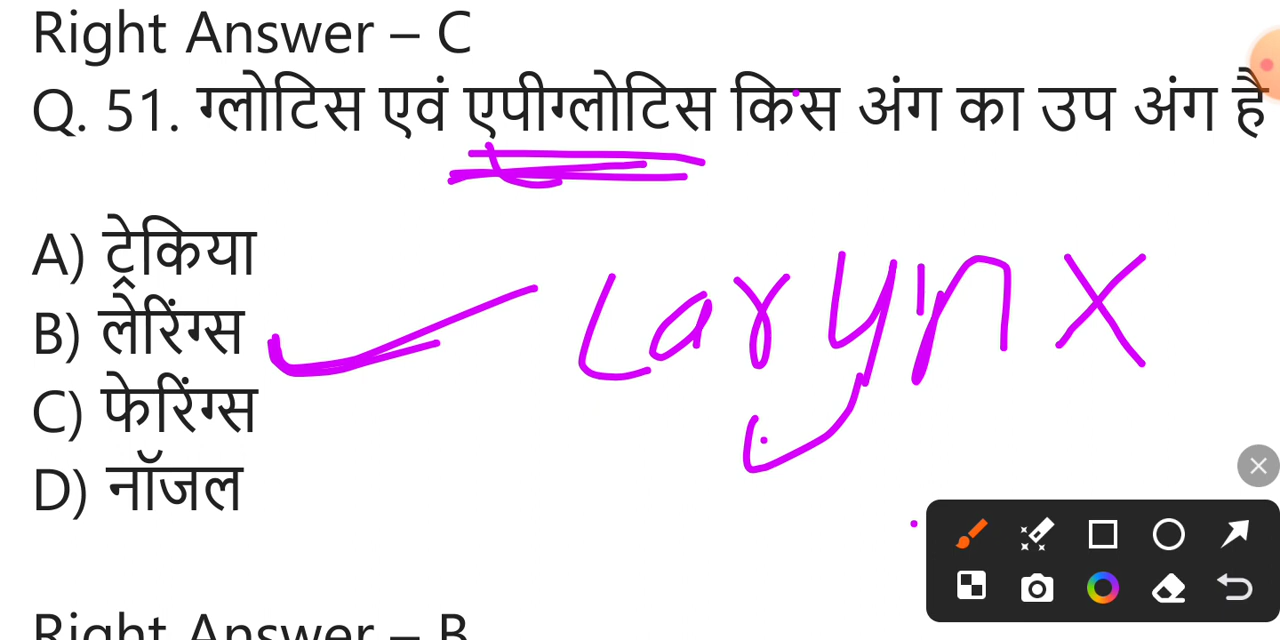 Right Answer – C
Q. 51. ग्लोटिस एवं एपीग्लोटिस किस अंग का उप अंग है
A) ट्रेकिया
B) लेरिंग्स
Larynx
C) फेरिंग्स
D) नॉजल
Right Answer – B